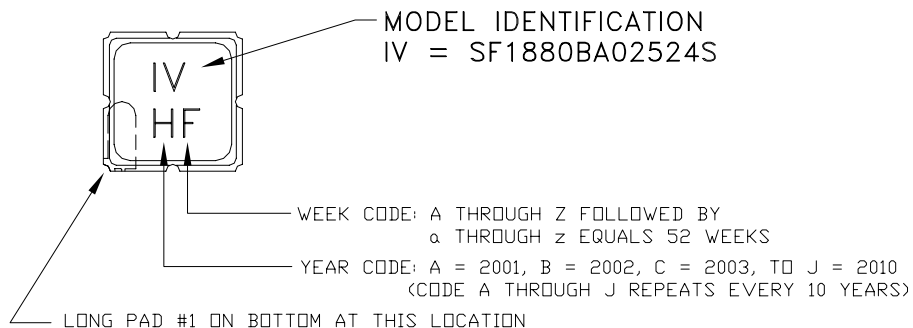 MODEL IDENTIFICATION
IV = SF1880BA02524S
IV
HF
WEEK CODE: A THROUGH Z FOLLOWED BY
a THROUGH z EQUALS 52 WEEKS
YEAR CODE: A = 2001, B = 2002, C = 2003, TO J = 2010
(CODE A THROUGH J REPEATS EVERY 10 YEARS)
LONG PAD #1 ON BOTTOM AT THIS LOCATION